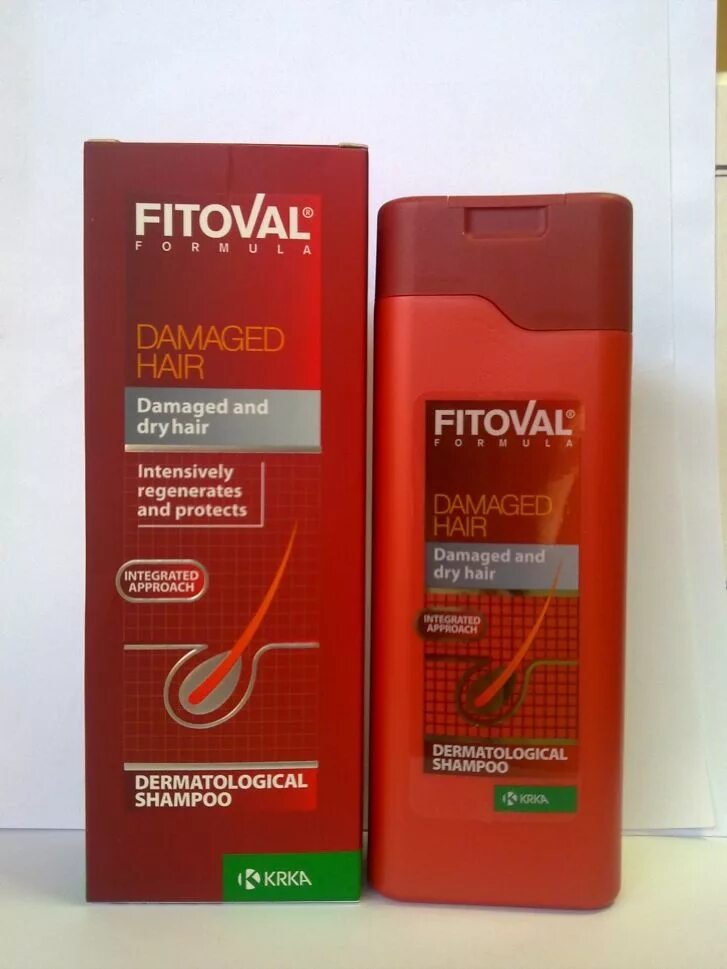 FITOVAL®
FORMULA
DAMAGED
HAIR
Damaged and
dry hair
Intensively
regenerates
and protects
INTEGRATED
APPROACH
DERMATOLOGICAL
SHAMPOO
KRKA
FITOVAL®
FORMULA
DAMAGED
HAIR
Damaged and
dry hair
INTEGRATED
APPROACH
DERMATOLOGICAL
SHAMPOO
KRKA